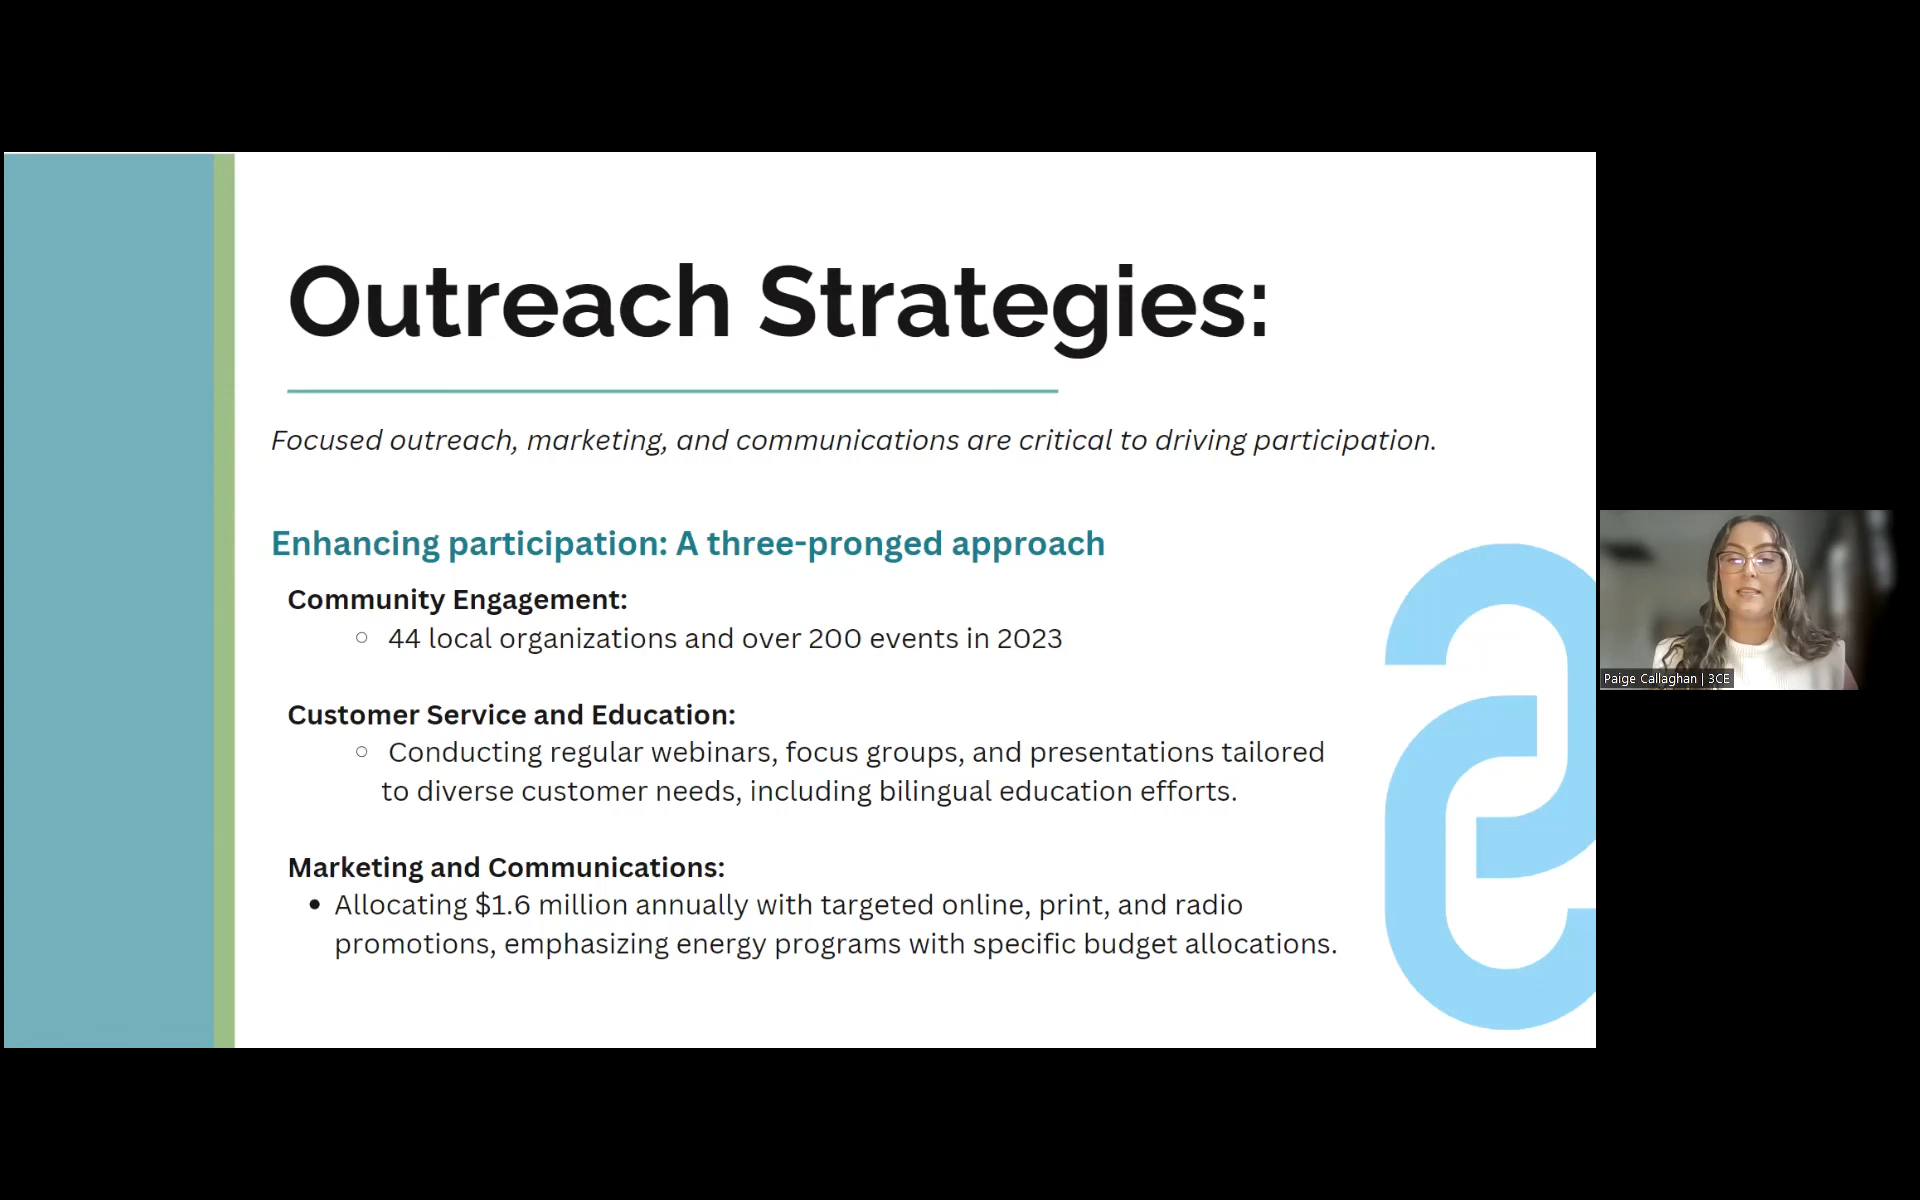 Outreach Strategies:
Focused outreach, marketing, and communications are critical to driving participation.
Enhancing participation: A three-pronged approach
Community Engagement:
○ 44 local organizations and over 200 events in 2023
Customer Service and Education:
○ Conducting regular webinars, focus groups, and presentations tailored
to diverse customer needs, including bilingual education efforts.
Marketing and Communications:
• Allocating $1.6 million annually with targeted online, print, and radio
promotions, emphasizing energy programs with specific budget allocations.
Paige Callaghan | 3CE